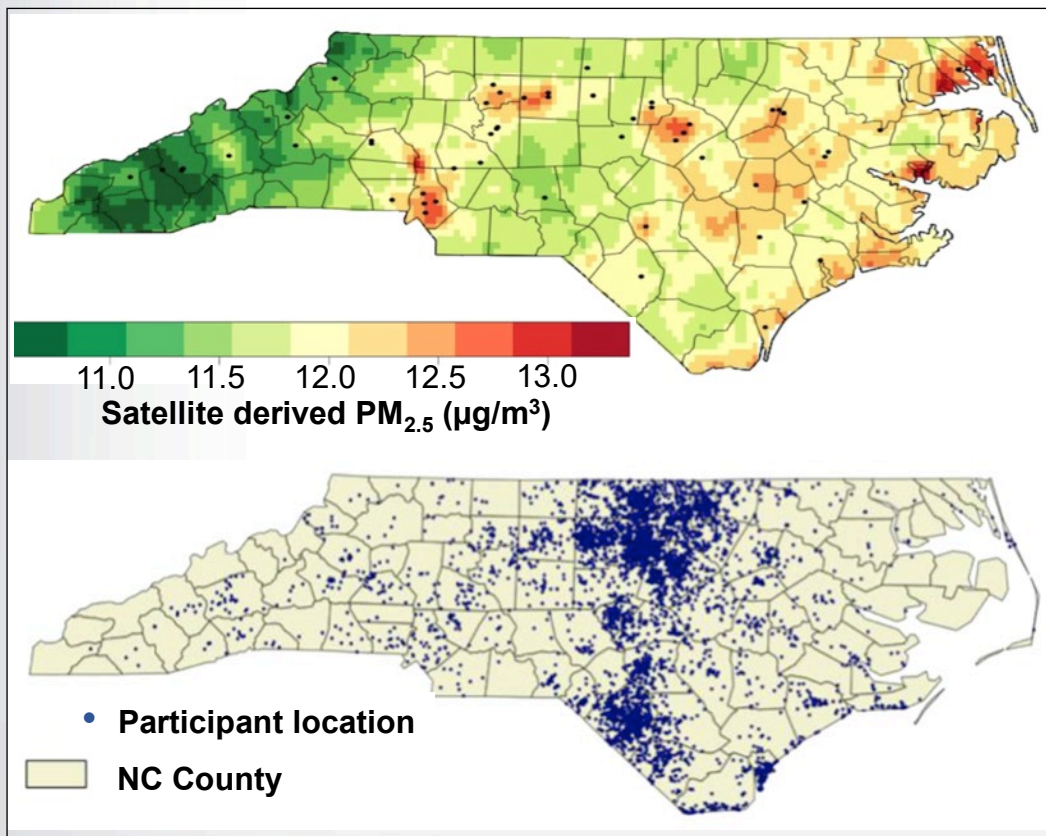 11.0 11.5 12.0 12.5 13.0
Satellite derived PM2.5 (µg/m³)
Participant location
NC County